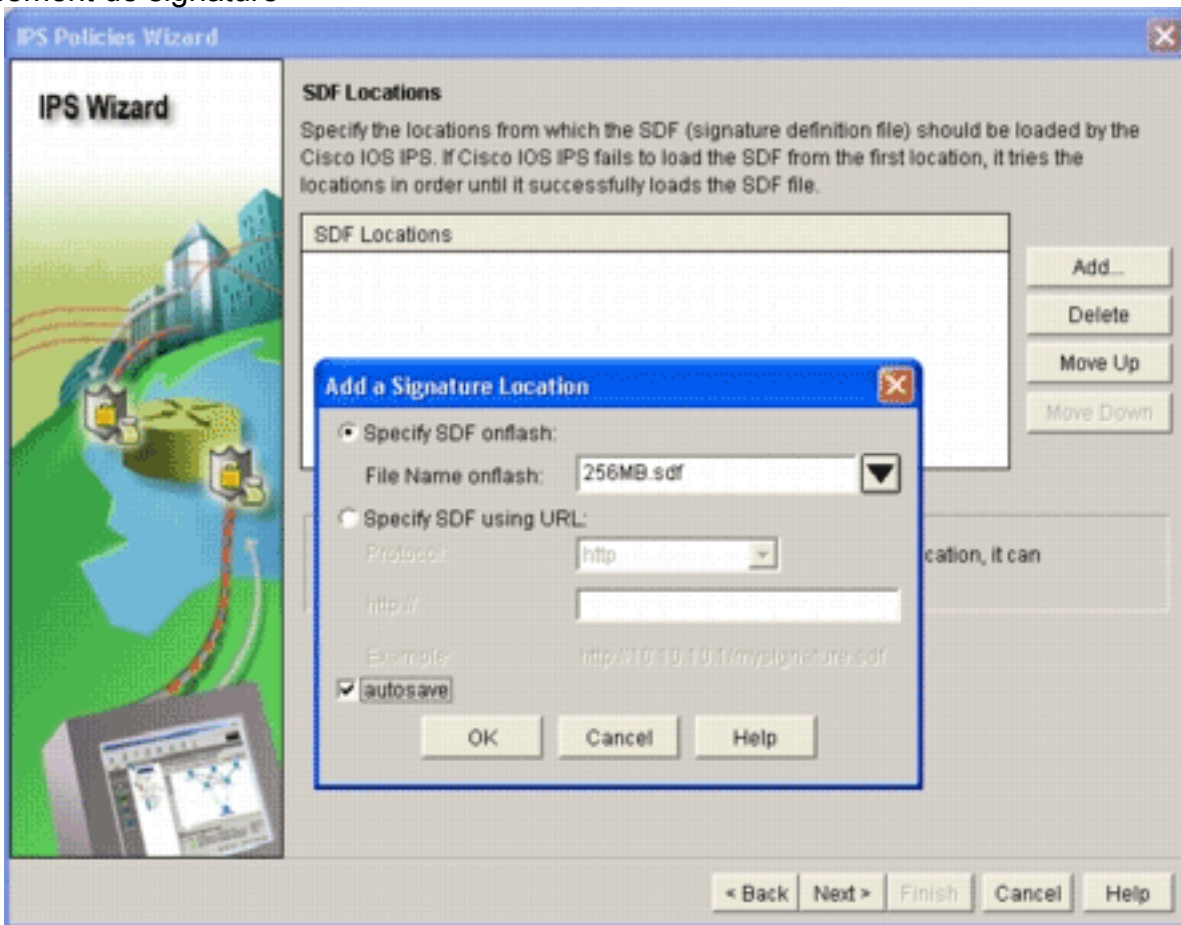 de signature
IPS Policies Wizard
IPS Wizard
SDF Locations
Specify the locations from which the SDF (signature definition file) should be loaded by the
Cisco IOS IPS. If Cisco IOS IPS fails to load the SDF from the first location, it tries the
locations in order until it successfully loads the SDF file.
SDF Locations
Add...
Delete
Move Up
Move Down
Add a Signature Location
Specify SDF onflash:
File Name onflash: 256MB.sdf
Specify SDF using URL:
Protocol: http
cation, it can
http://
Example: http://10.10.10.1/mysignature.sdf
autosave
OK Cancel Help
< Back Next > Finish Cancel Help